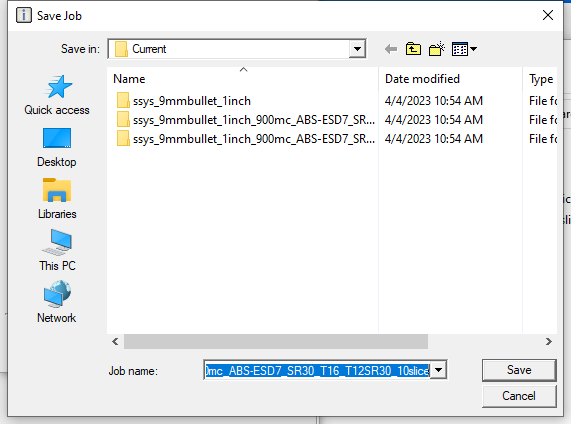 Save Job
Save in: Current
Name Date modified Type
ssys_9mmbullet_1inch 4/4/2023 10:54 AM File fo
ssys_9mmbullet_1inch_900mc_ABS-ESD7_SR... 4/4/2023 10:54 AM File fo
ssys_9mmbullet_1inch_900mc_ABS-ESD7_SR... 4/4/2023 10:54 AM File fo
Quick access
Desktop
Libraries
This PC
Network
Job name: 0mc_ABS-ESD7_SR30_T16_T12SR30_10slice
Save
Cancel